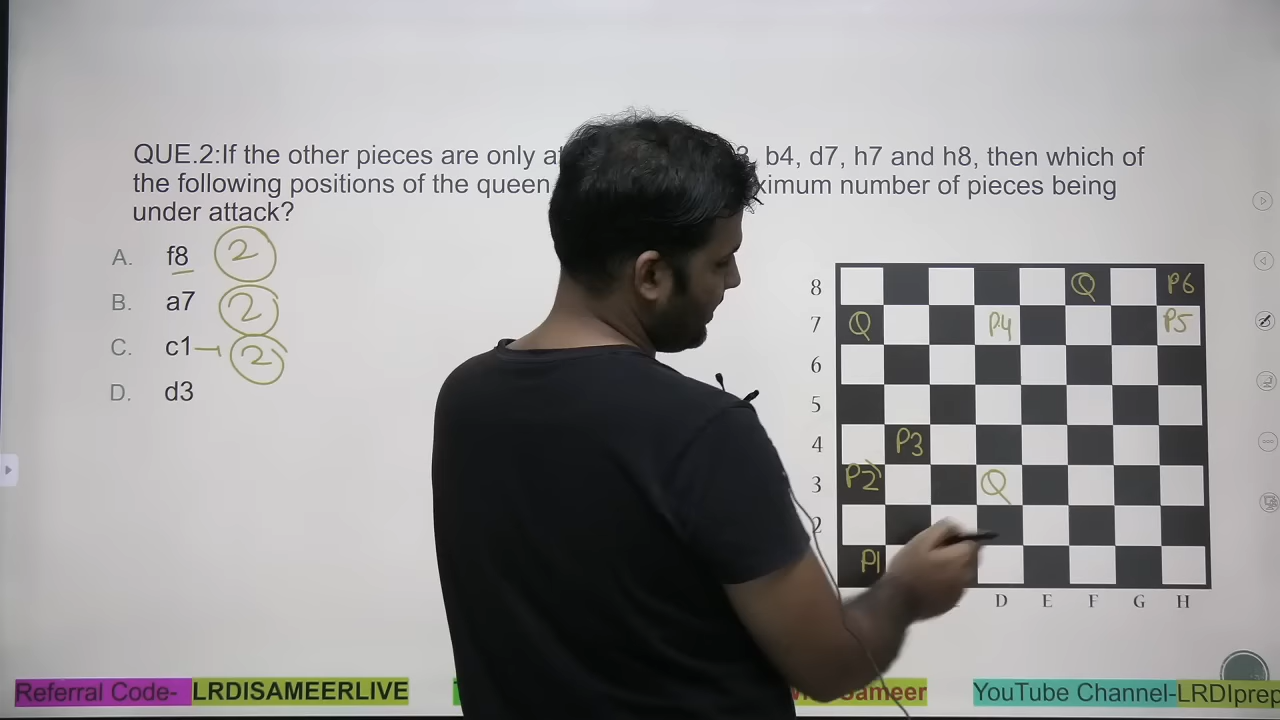 QUE.2:If the other pieces are only b4, d7, h7 and h8, then which of
the following positions of the queen number of pieces being
under attack?
A. f8 2
B. a7 2
C. c1→ 2
D. d3
8 Q P6
7 Q P4 P5
6
5
4 P3
3 P2 Q
2
P1
D E F G H
Referral Code- LRDISAMEERLIVE Sameer YouTube Channel-LRDIprep